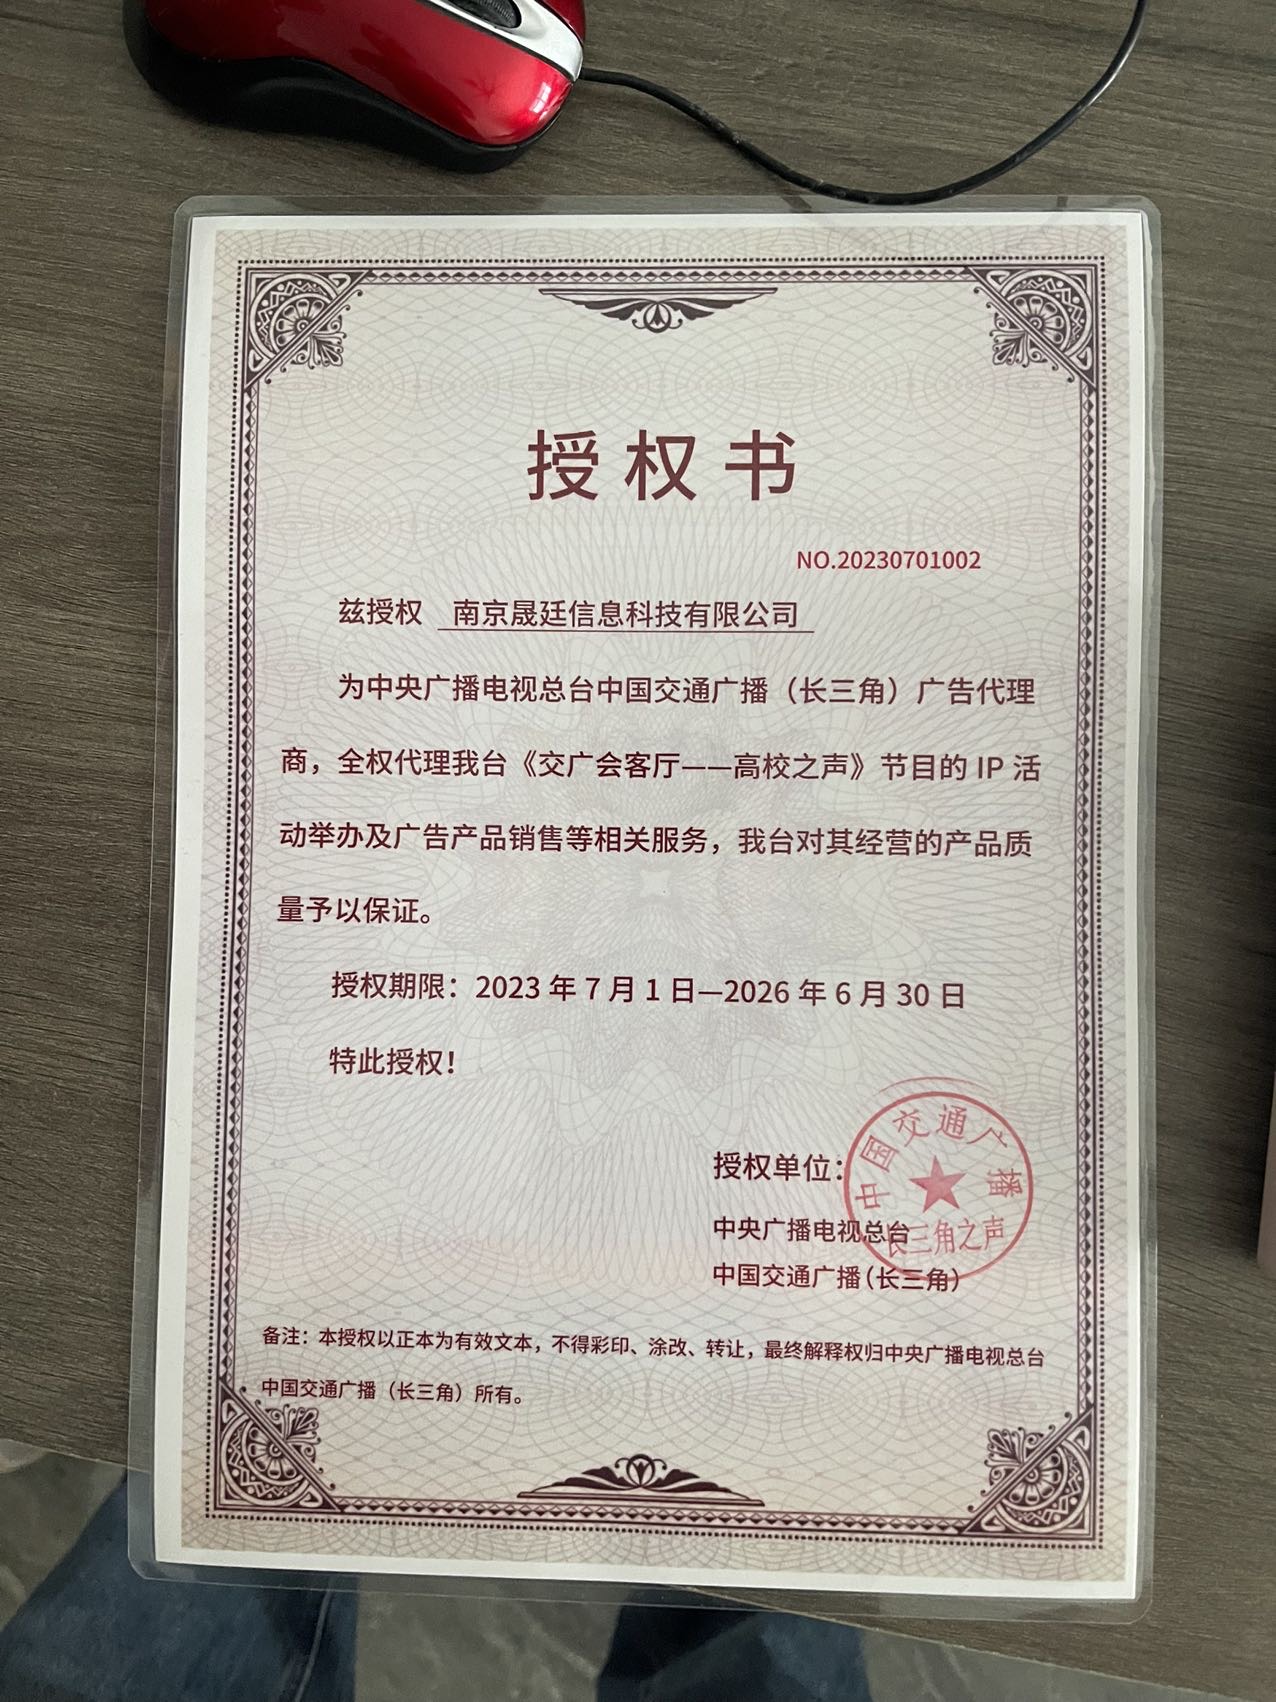 授权书
NO.20230701002
兹授权 南京晟廷信息科技有限公司
为中央广播电视总台中国交通广播（长三角）广告代理
商，全权代理我台《交广会客厅——高校之声》节目的 IP 活
动举办及广告产品销售等相关服务，我台对其经营的产品质
量予以保证。
授权期限：2023 年 7 月 1 日—2026 年 6 月 30 日
特此授权！
授权单位：
中央广播电视总台
中国交通广播（长三角）
中国交通广播
长三角之声
备注：本授权以正本为有效文本，不得彩印、涂改、转让，最终解释权归中央广播电视总台
中国交通广播（长三角）所有。